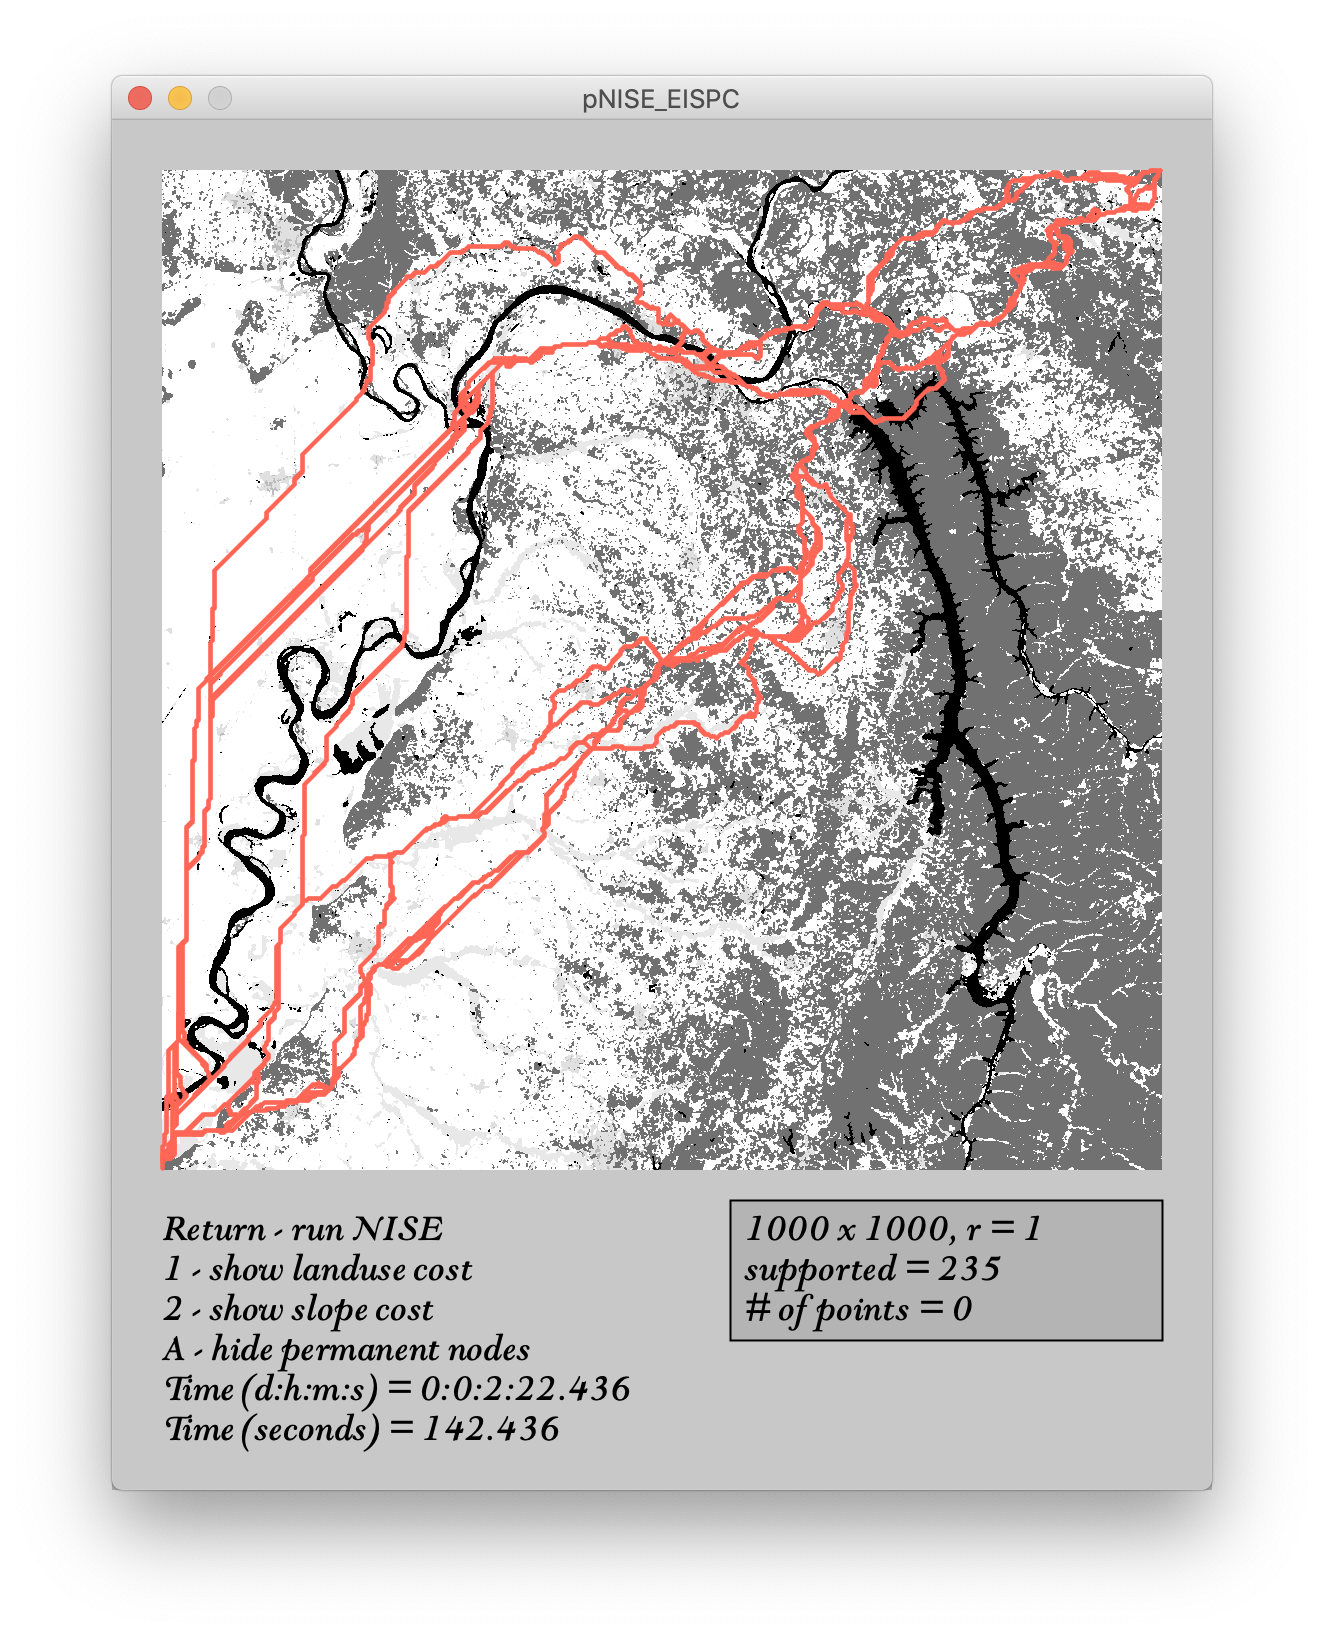 pNISE_EISPC
Return - run NISE
1 - show landuse cost
2 - show slope cost
A - hide permanent nodes
Time (d:h:m:s) = 0:0:2:22.436
Time (seconds) = 142.436
1000 x 1000, r = 1
supported = 235
# of points = 0